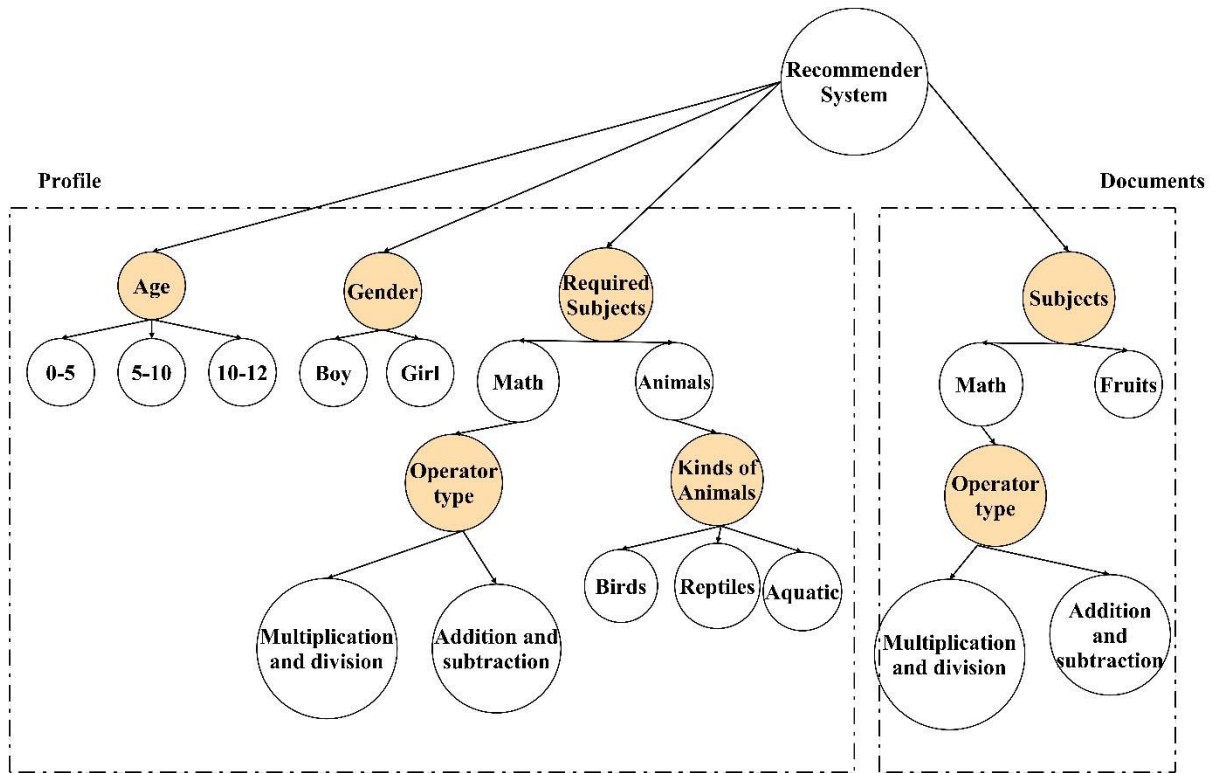 Recommender
System
Profile
Documents
Age
Gender
Required
Subjects
Subjects
0-5
5-10
10-12
Boy
Girl
Math
Animals
Math
Fruits
Operator
type
Kinds of
Animals
Operator
type
Birds
Reptiles
Aquatic
Multiplication
and division
Addition and
subtraction
Multiplication
and division
Addition
and
subtraction